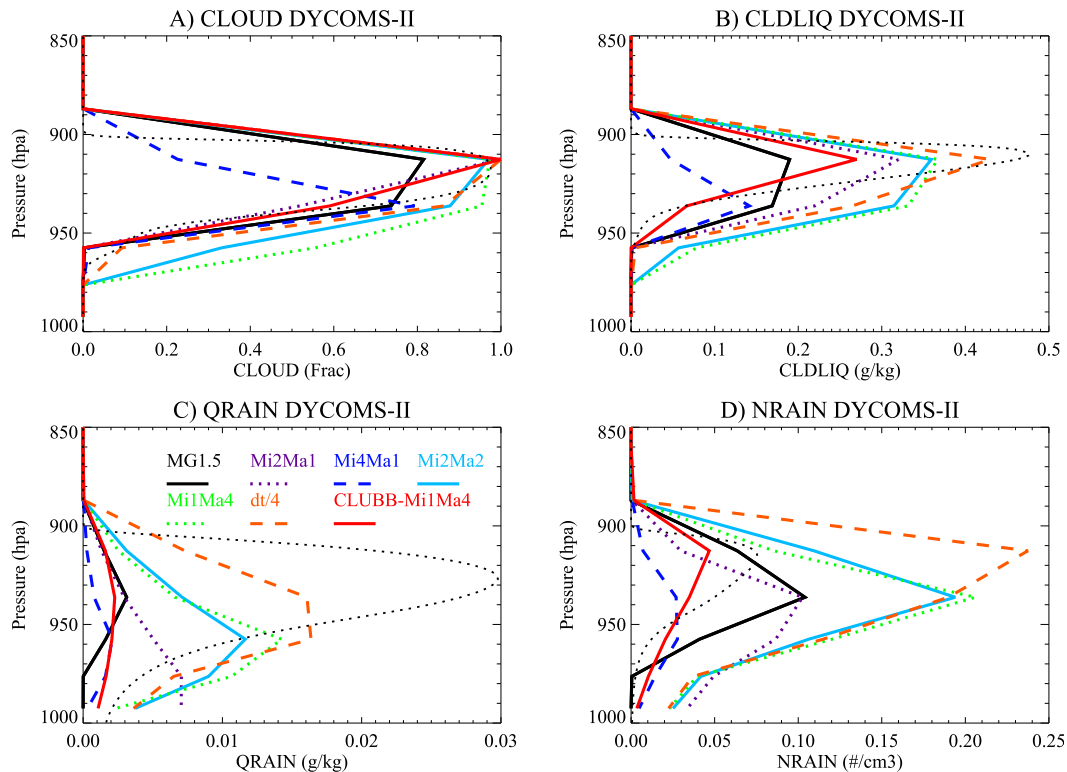 A) CLOUD DYCOMS-II
850
900
950
1000
Pressure (hpa)
0.0 0.2 0.4 0.6 0.8 1.0
CLOUD (Frac)
B) CLDLIQ DYCOMS-II
850
900
950
1000
Pressure (hpa)
0.0 0.1 0.2 0.3 0.4 0.5
CLDLIQ (g/kg)
C) QRAIN DYCOMS-II
850
900
950
1000
Pressure (hpa)
MG1.5 Mi2Ma1 Mi4Ma1 Mi2Ma2
Mi1Ma4 dt/4 CLUBB-Mi1Ma4
0.00 0.01 0.02 0.03
QRAIN (g/kg)
D) NRAIN DYCOMS-II
850
900
950
1000
Pressure (hpa)
0.00 0.05 0.10 0.15 0.20 0.25
NRAIN (#/cm3)